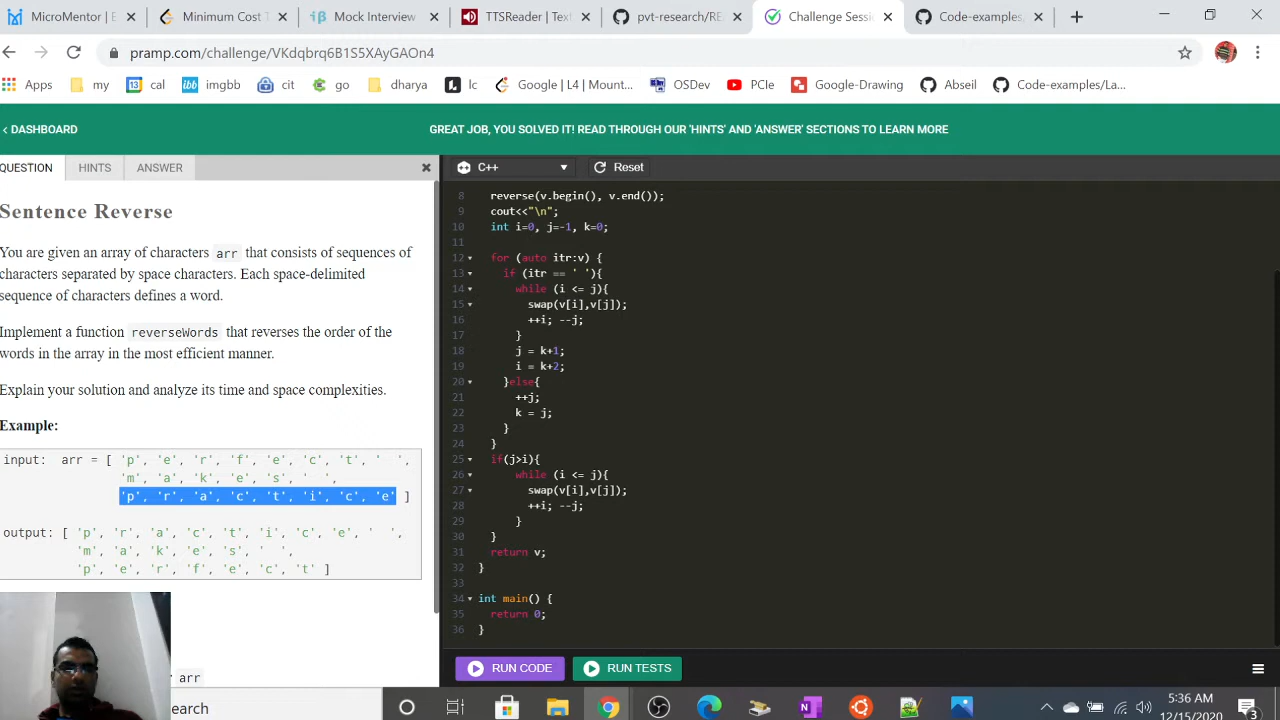 MicroMentor | B
Minimum Cost T
Mock Interview
TTSReader | Text
pvt-research/
Challenge Sessi
Code-examples/
pramp.com/challenge/VKdqbrq6B1S5XAyGAOn4
Apps my cal imgbb cit go dharya lc Google | L4 | Mount... OSDev PCIe Google-Drawing Abseil Code-examples/La...
DASHBOARD
GREAT JOB, YOU SOLVED IT! READ THROUGH OUR 'HINTS' AND 'ANSWER' SECTIONS TO LEARN MORE
QUESTION HINTS ANSWER
Sentence Reverse
You are given an array of characters arr that consists of sequences of
characters separated by space characters. Each space-delimited
sequence of characters defines a word.
Implement a function reverseWords that reverses the order of the
words in the array in the most efficient manner.
Explain your solution and analyze its time and space complexities.
Example:
input: arr = [ 'p', 'e', 'r', 'f', 'e', 'c', 't', ' ',
'm', 'a', 'k', 'e', 's', ' ',
'p', 'r', 'a', 'c', 't', 'i', 'c', 'e' ]
output: [ 'p', 'r', 'a', 'c', 't', 'i', 'c', 'e', ' ',
'm', 'a', 'k', 'e', 's', ' ',
'p', 'e', 'r', 'f', 'e', 'c', 't' ]
arr
C++ Reset
8 reverse(v.begin(), v.end());
9 cout<<"\n";
10 int i=0, j=-1, k=0;
11
12 for (auto itr:v) {
13 if (itr == ' '){
14 while (i <= j){
15 swap(v[i],v[j]);
16 ++i; --j;
17 }
18 j = k+1;
19 i = k+2;
20 }else{
21 ++j;
22 k = j;
23 }
24 }
25 if(j>i){
26 while (i <= j){
27 swap(v[i],v[j]);
28 ++i; --j;
29 }
30 }
31 return v;
32 }
33
34 int main() {
35 return 0;
36 }
RUN CODE RUN TESTS
earch
5:36 AM
12/15/2020
3